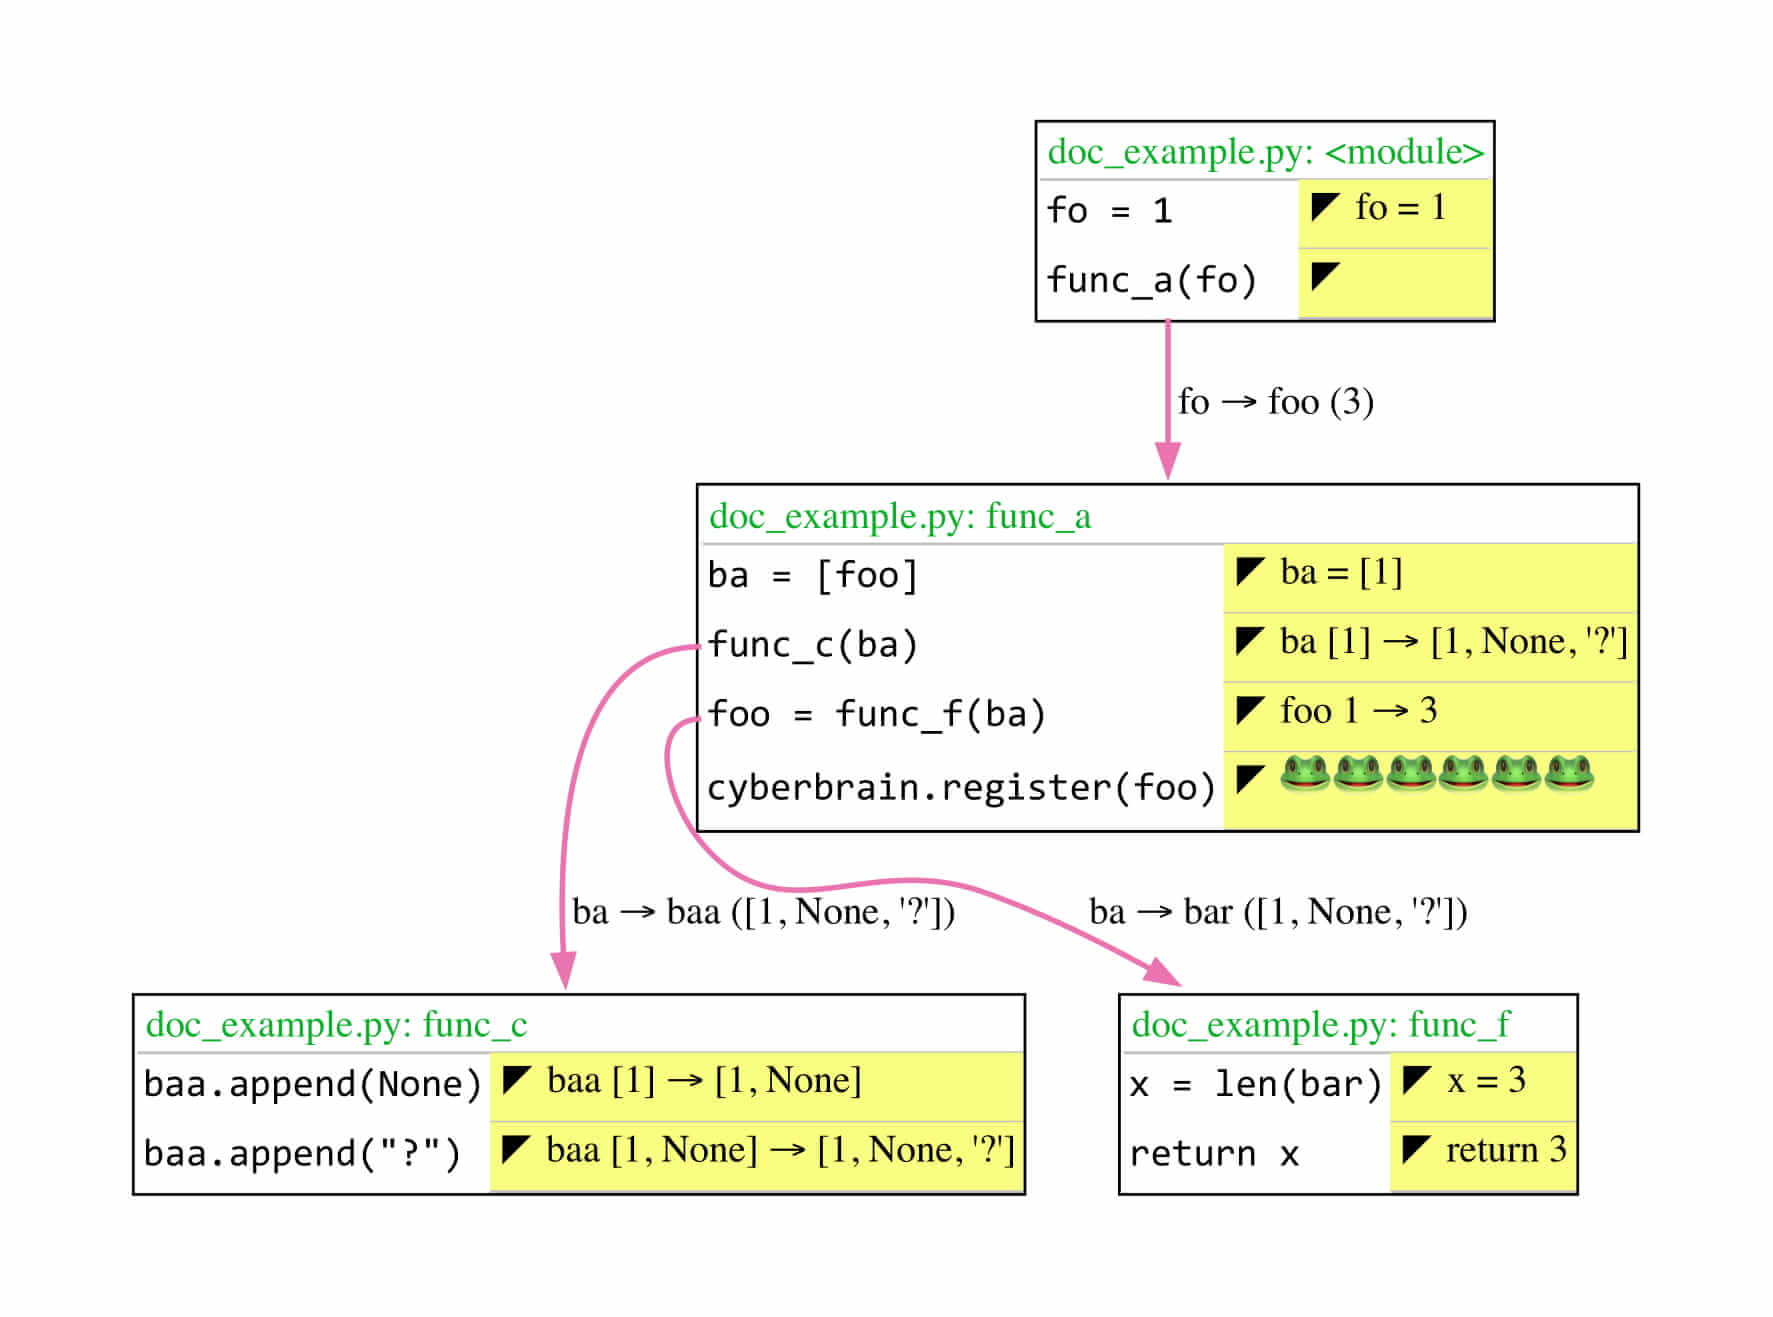 doc_example.py: <module>
fo = 1 ◤ fo = 1
func_a(fo) ◤
fo → foo (3)
doc_example.py: func_a
ba = [foo] ◤ ba = [1]
func_c(ba) ◤ ba [1] → [1, None, '?']
foo = func_f(ba) ◤ foo 1 → 3
cyberbrain.register(foo) ◤ 🐸🐸🐸🐸🐸🐸
ba → baa ([1, None, '?'])
ba → bar ([1, None, '?'])
doc_example.py: func_c
baa.append(None) ◤ baa [1] → [1, None]
baa.append("?") ◤ baa [1, None] → [1, None, '?']
doc_example.py: func_f
x = len(bar) ◤ x = 3
return x ◤ return 3